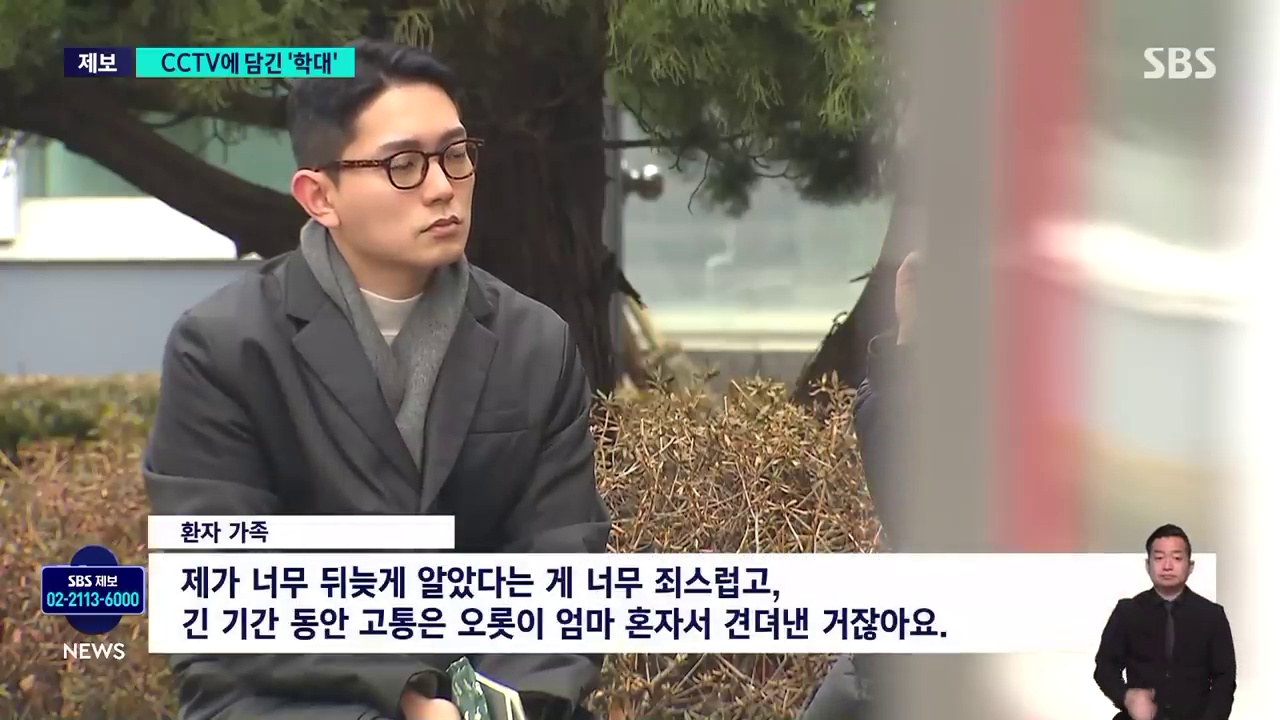 제보 CCTV에 담긴 '학대'
SBS
환자 가족
제가 너무 뒤늦게 알았다는 게 너무 죄스럽고,
긴 기간 동안 고통은 오롯이 엄마 혼자서 견뎌낸 거잖아요.
SBS 제보
02-2113-6000
NEWS